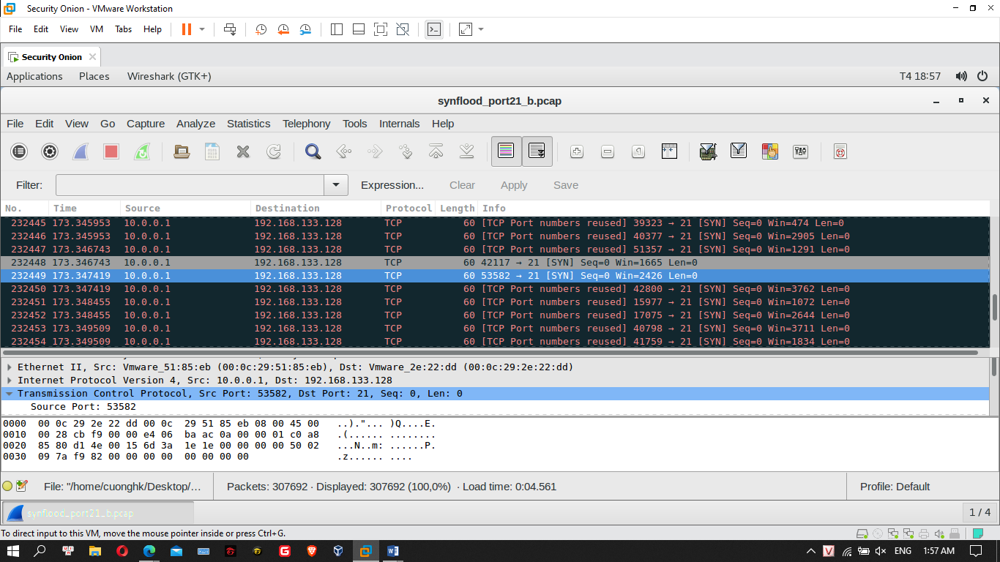 Security Onion - VMware Workstation
File Edit View VM Tabs Help
Security Onion
Applications Places Wireshark (GTK+) T4 18:57
synflood_port21_b.pcap
File Edit View Go Capture Analyze Statistics Telephony Tools Internals Help
Filter: Expression... Clear Apply Save
No. Time Source Destination Protocol Length Info
232445 173.345953 10.0.0.1 192.168.133.128 TCP 60 [TCP Port numbers reused] 39323 → 21 [SYN] Seq=0 Win=474 Len=0
232446 173.345953 10.0.0.1 192.168.133.128 TCP 60 [TCP Port numbers reused] 40377 → 21 [SYN] Seq=0 Win=2905 Len=0
232447 173.346743 10.0.0.1 192.168.133.128 TCP 60 [TCP Port numbers reused] 51357 → 21 [SYN] Seq=0 Win=1291 Len=0
232448 173.346743 10.0.0.1 192.168.133.128 TCP 60 42117 → 21 [SYN] Seq=0 Win=1665 Len=0
232449 173.347419 10.0.0.1 192.168.133.128 TCP 60 53582 → 21 [SYN] Seq=0 Win=2426 Len=0
232450 173.347419 10.0.0.1 192.168.133.128 TCP 60 [TCP Port numbers reused] 42800 → 21 [SYN] Seq=0 Win=3762 Len=0
232451 173.348455 10.0.0.1 192.168.133.128 TCP 60 [TCP Port numbers reused] 15977 → 21 [SYN] Seq=0 Win=1072 Len=0
232452 173.348455 10.0.0.1 192.168.133.128 TCP 60 [TCP Port numbers reused] 17075 → 21 [SYN] Seq=0 Win=2644 Len=0
232453 173.349509 10.0.0.1 192.168.133.128 TCP 60 [TCP Port numbers reused] 40798 → 21 [SYN] Seq=0 Win=3711 Len=0
232454 173.349509 10.0.0.1 192.168.133.128 TCP 60 [TCP Port numbers reused] 41759 → 21 [SYN] Seq=0 Win=1834 Len=0
Ethernet II, Src: Vmware_51:85:eb (00:0c:29:51:85:eb), Dst: Vmware_2e:22:dd (00:0c:29:2e:22:dd)
Internet Protocol Version 4, Src: 10.0.0.1, Dst: 192.168.133.128
Transmission Control Protocol, Src Port: 53582, Dst Port: 21, Seq: 0, Len: 0
Source Port: 53582
0000 00 0c 29 2e 22 dd 00 0c 29 51 85 eb 08 00 45 00 ..)."... )Q....E.
0010 00 28 cb f9 00 00 e4 06 ba ac 0a 00 00 01 c0 a8 .(...... ........
0020 85 80 d1 4e 00 15 6d 3a 1e 1e 00 00 00 00 50 02 ...N..m: ......P.
0030 09 7a f9 82 00 00 00 00 00 00 00 00 .z...... ....
File: "/home/cuonghk/Desktop/… Packets: 307692 · Displayed: 307692 (100,0%) · Load time: 0:04.561 Profile: Default
synflood_port21_b.pcap 1 / 4
To direct input to this VM, move the mouse pointer inside or press Ctrl+G.
ENG 1:57 AM